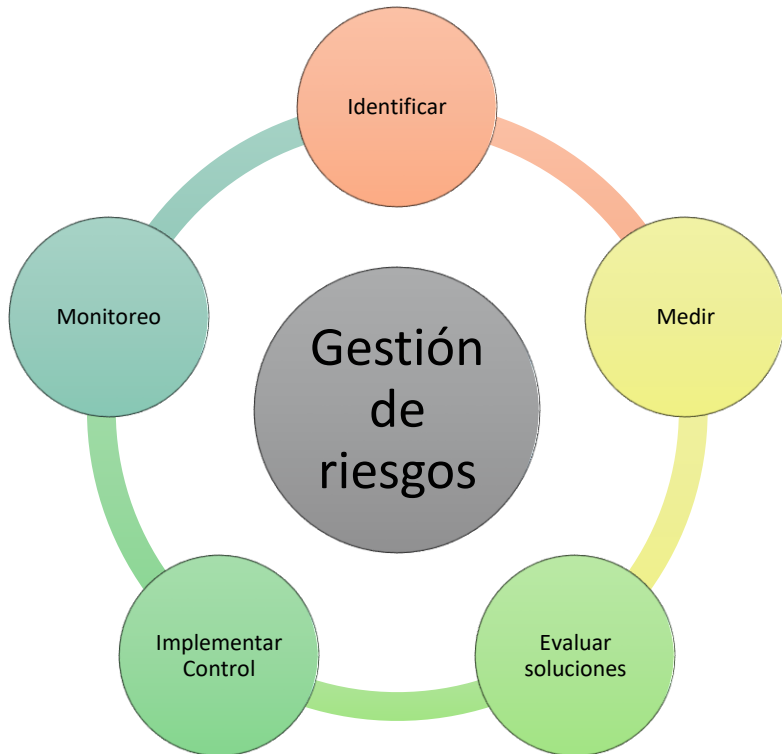 Identificar
Medir
Evaluar
soluciones
Implementar
Control
Monitoreo
Gestión
de
riesgos